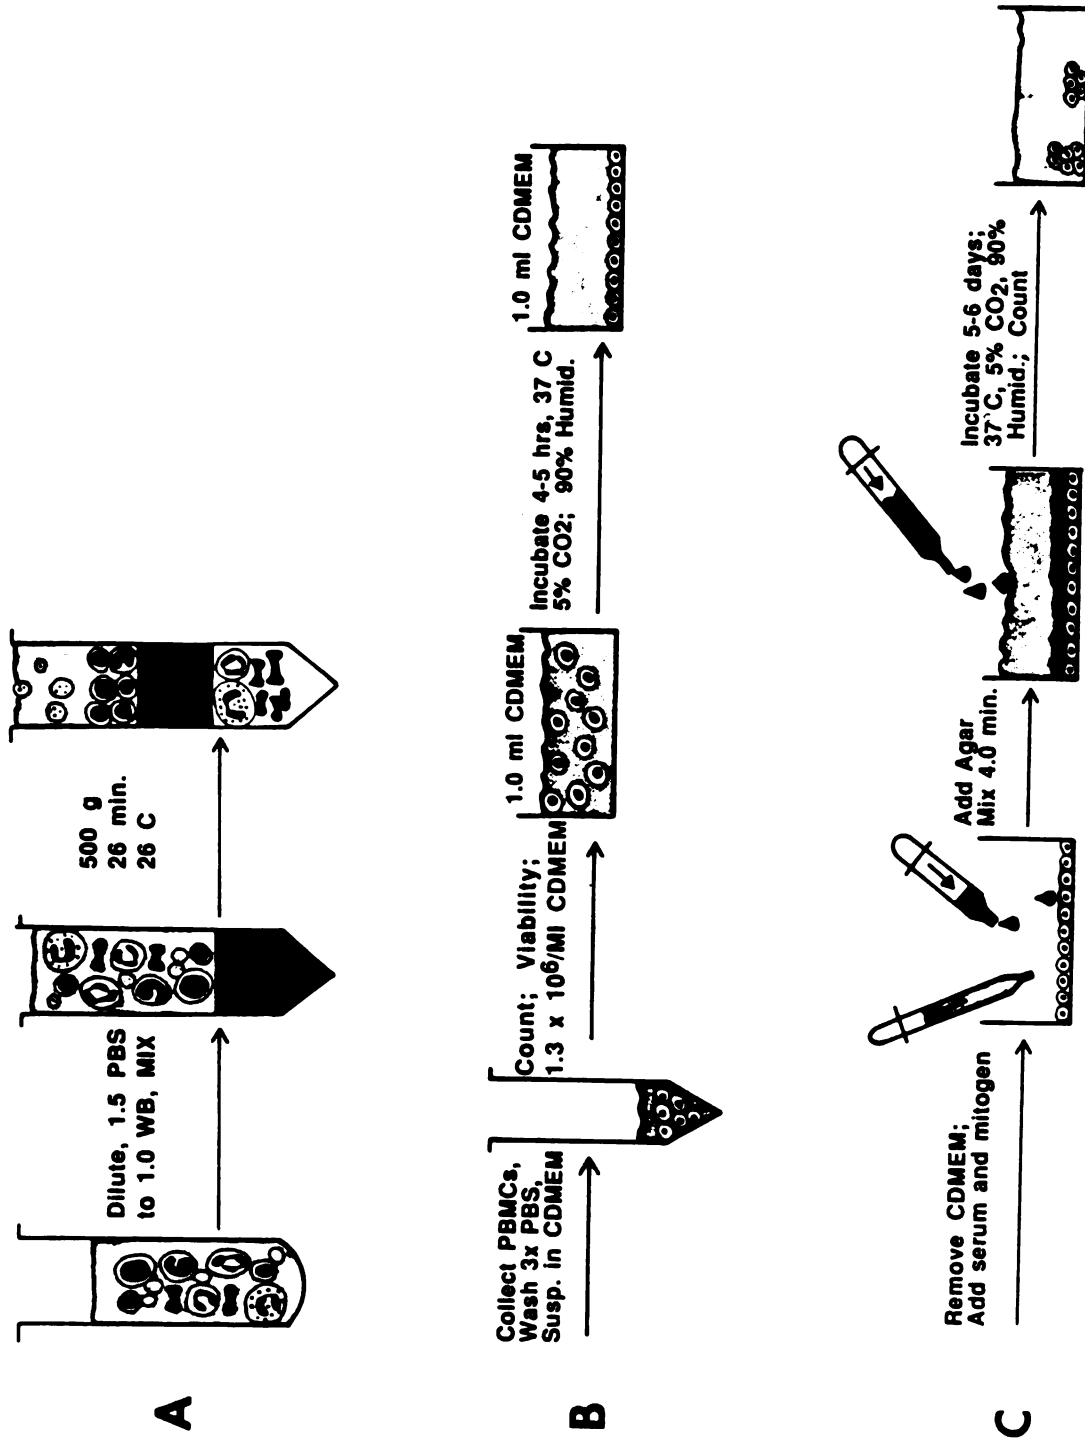 A
Dilute, 1.5 PBS
to 1.0 WB, MIX
500 g
26 min.
26 C
B
Collect PBMCs,
Wash 3x PBS,
Susp. in CDMEM
Count; Viability;
1.3 x 10⁶/Ml CDMEM
1.0 ml CDMEM
Incubate 4-5 hrs, 37 C
5% CO2; 90% Humid.
1.0 ml CDMEM
C
Remove CDMEM;
Add serum and mitogen
Add Agar
Mix 4.0 min.
Incubate 5-6 days;
37°C, 5% CO₂, 90%
Humid.; Count